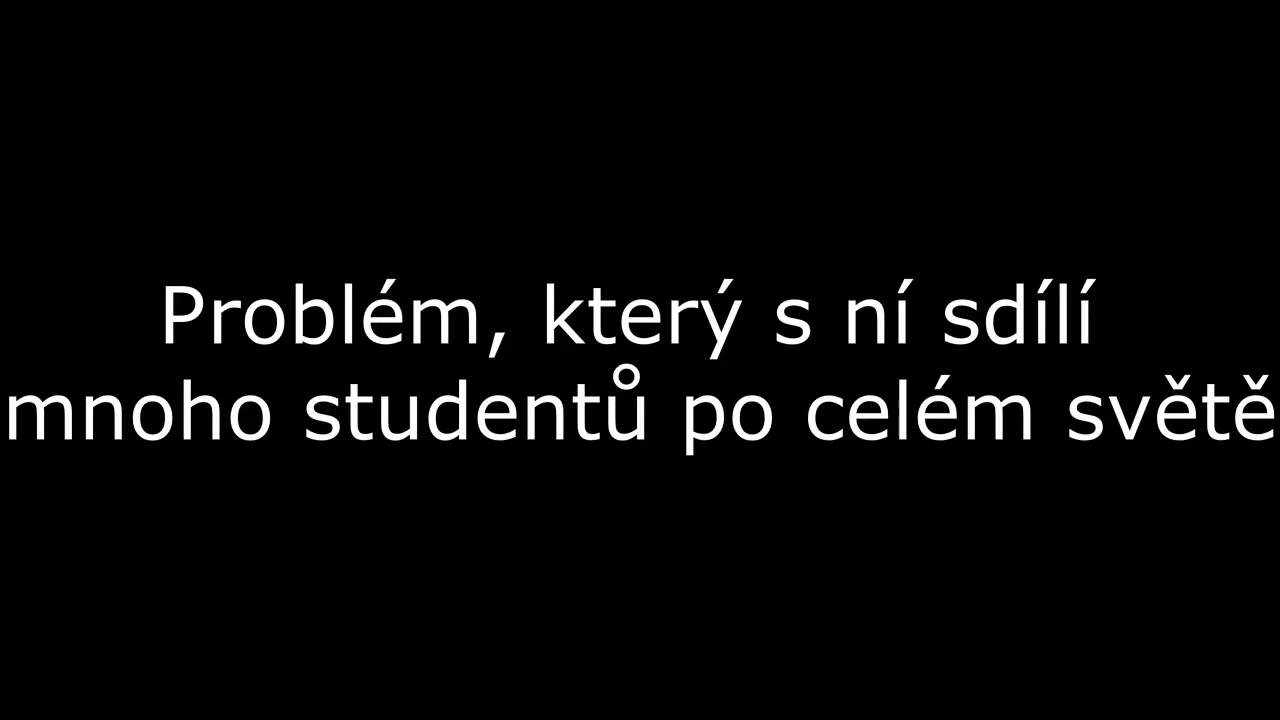 Problém, který s ní sdílí
mnoho studentů po celém světě